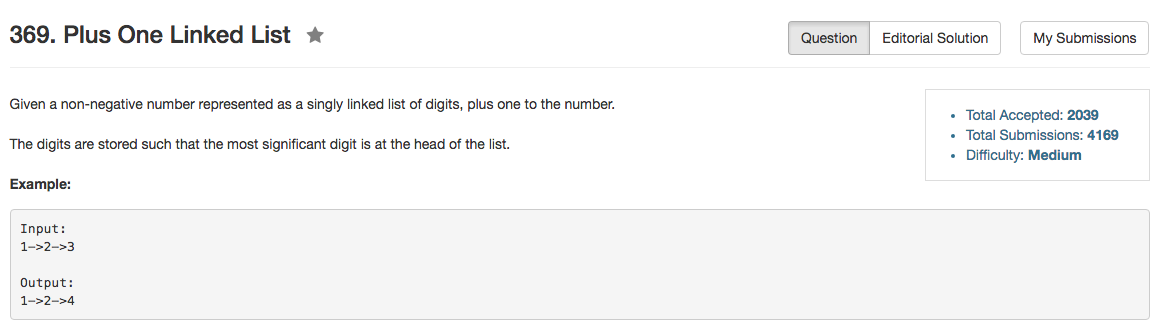 369. Plus One Linked List
Question
Editorial Solution
My Submissions
Given a non-negative number represented as a singly linked list of digits, plus one to the number.
The digits are stored such that the most significant digit is at the head of the list.
Total Accepted: 2039
Total Submissions: 4169
Difficulty: Medium
Example:
Input:
1->2->3
Output:
1->2->4